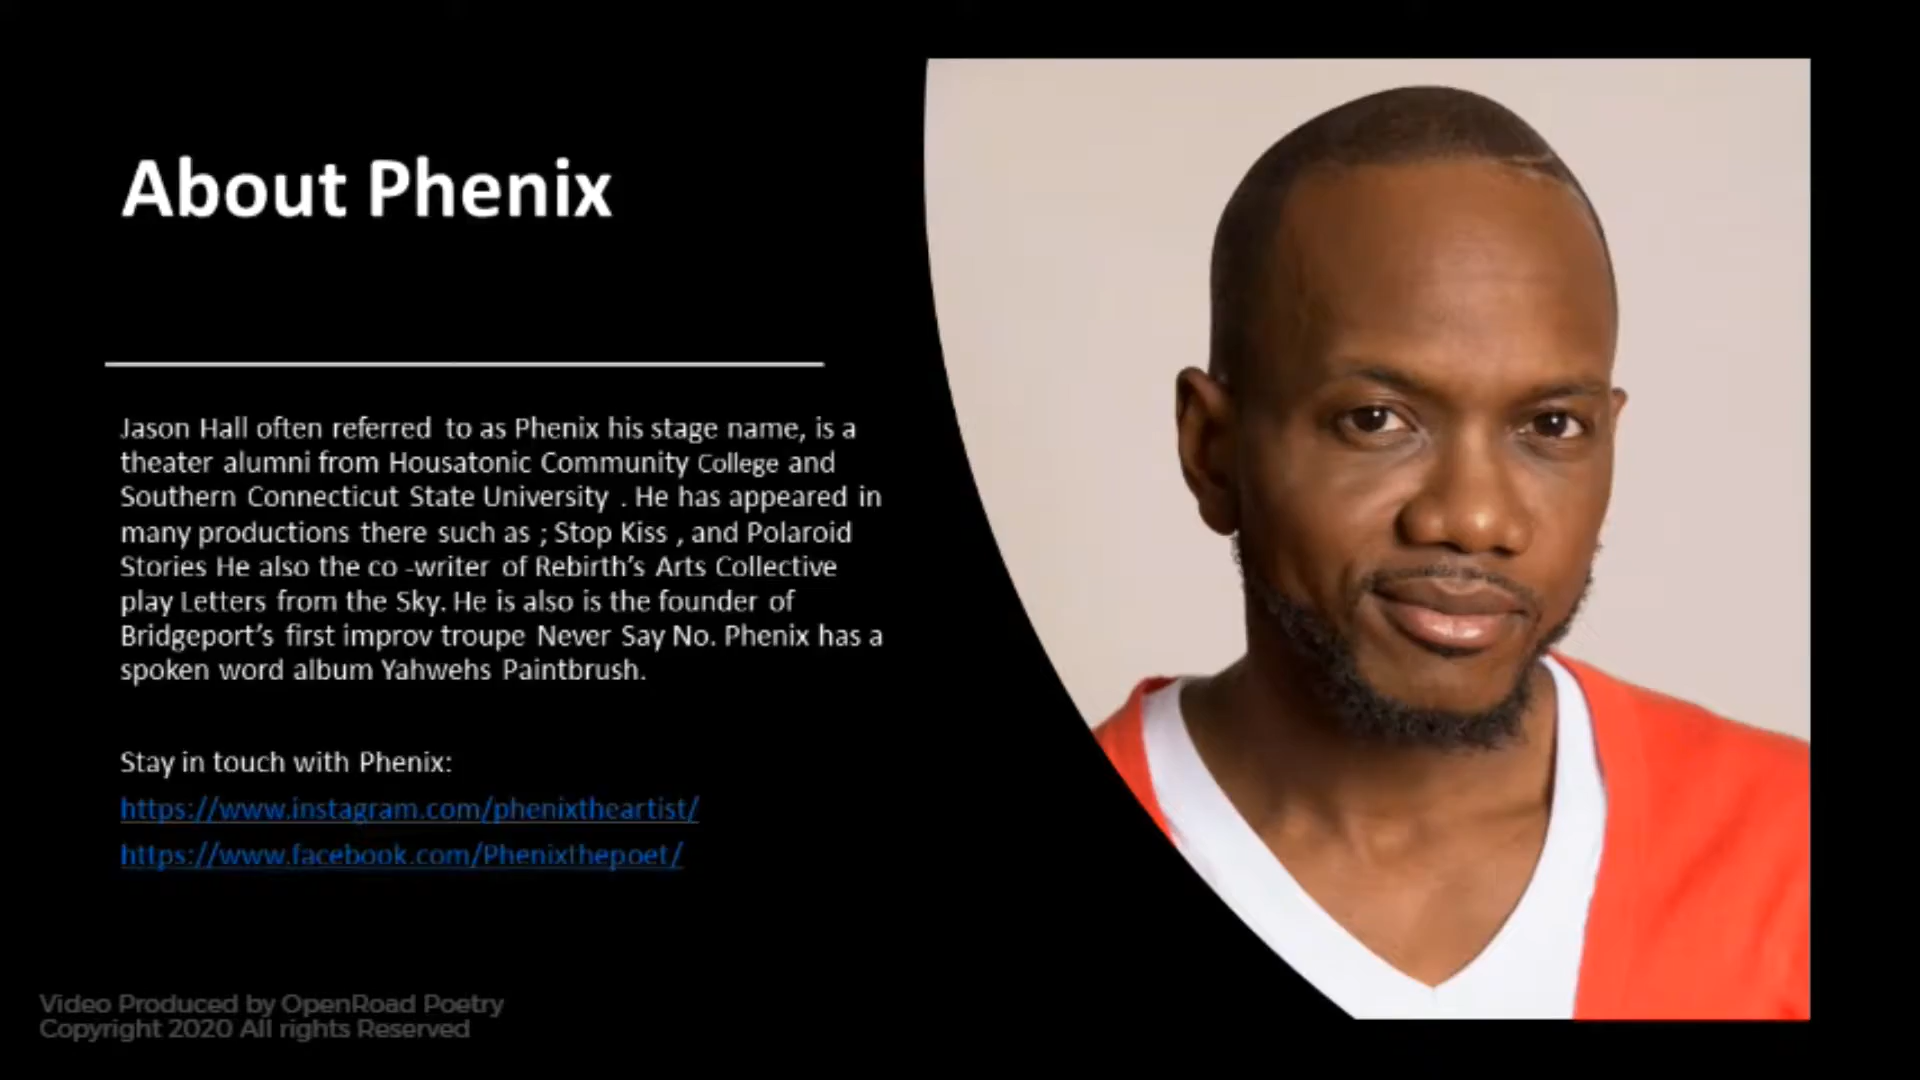 About Phenix
Jason Hall often referred to as Phenix his stage name, is a
theater alumni from Housatonic Community College and
Southern Connecticut State University . He has appeared in
many productions there such as ; Stop Kiss , and Polaroid
Stories He also the co -writer of Rebirth’s Arts Collective
play Letters from the Sky. He is also is the founder of
Bridgeport’s first improv troupe Never Say No. Phenix has a
spoken word album Yahwehs Paintbrush.
Stay in touch with Phenix:
https://www.instagram.com/phenixtheartist/
https://www.facebook.com/Phenixthepoet/
Video Produced by OpenRoad Poetry
Copyright 2020 All rights Reserved